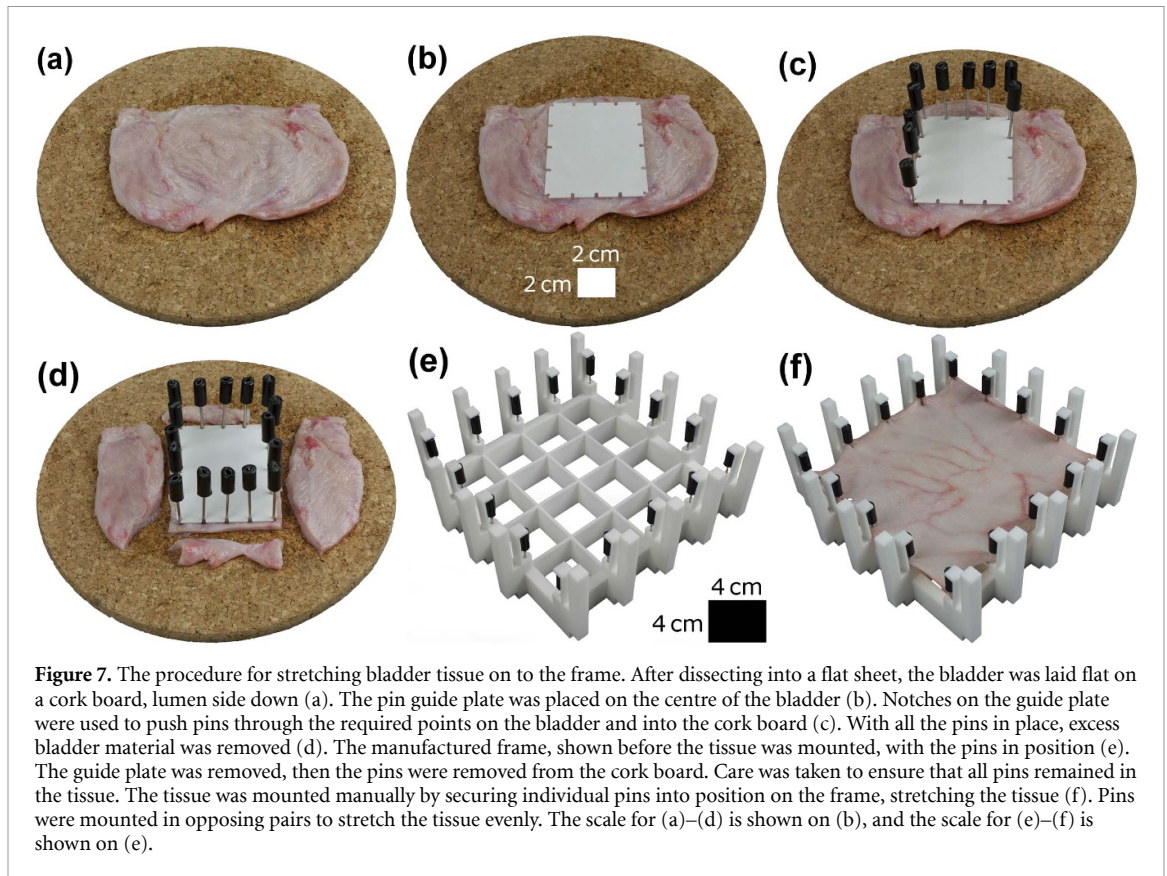 (a)
(b)
(c)
2 cm
2 cm
(d)
(e)
(f)
4 cm
4 cm
Figure 7. The procedure for stretching bladder tissue on to the frame. After dissecting into a flat sheet, the bladder was laid flat on
a cork board, lumen side down (a). The pin guide plate was placed on the centre of the bladder (b). Notches on the guide plate
were used to push pins through the required points on the bladder and into the cork board (c). With all the pins in place, excess
bladder material was removed (d). The manufactured frame, shown before the tissue was mounted, with the pins in position (e).
The guide plate was removed, then the pins were removed from the cork board. Care was taken to ensure that all pins remained in
the tissue. The tissue was mounted manually by securing individual pins into position on the frame, stretching the tissue (f). Pins
were mounted in opposing pairs to stretch the tissue evenly. The scale for (a)–(d) is shown on (b), and the scale for (e)–(f) is
shown on (e).